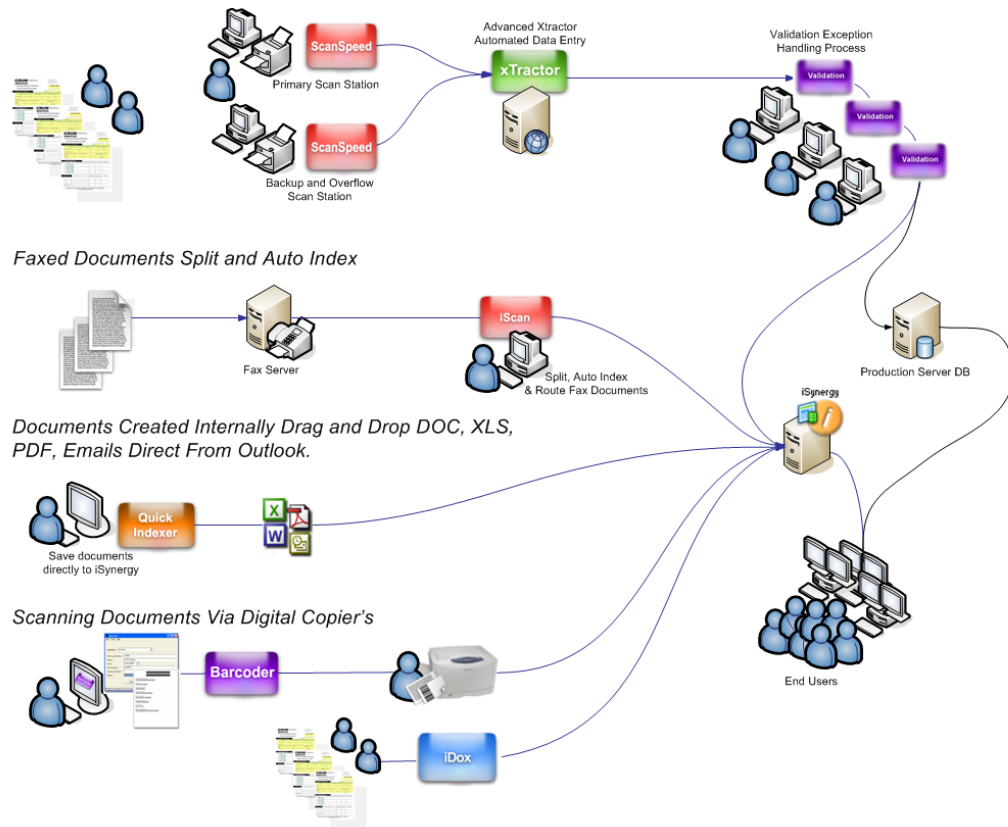 Advanced Xtractor
Automated Data Entry
ScanSpeed
xTractor
Primary Scan Station
Validation Exception
Handling Process
Validation
Validation
Validation
ScanSpeed
Backup and Overflow
Scan Station
Faxed Documents Split and Auto Index
Fax Server
iScan
Split, Auto Index
& Route Fax Documents
Production Server DB
iSynergy
Documents Created Internally Drag and Drop DOC, XLS,
PDF, Emails Direct From Outlook.
Quick
Indexer
X
W
Save documents
directly to iSynergy
Scanning Documents Via Digital Copier's
Barcoder
End Users
iDox